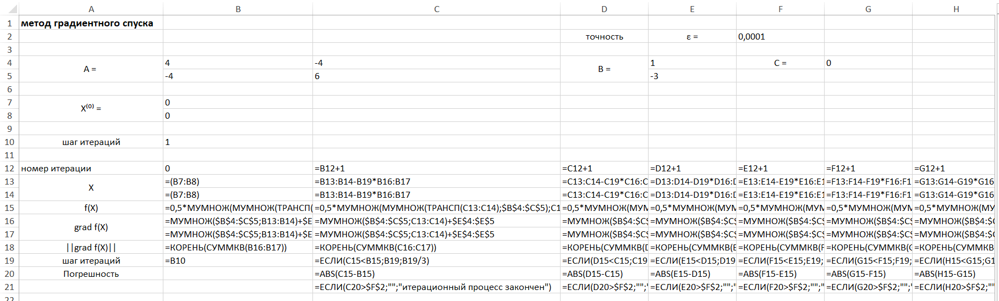 A B C D E F G H
1 метод градиентного спуска
2 точность ε = 0,0001
3
4 A = 4 -4 B = 1 C = 0
5 -4 6 -3
6
7 X⁽⁰⁾ = 0
8 0
9
10 шаг итераций 1
11
12 номер итерации 0 =B12+1 =C12+1 =D12+1 =E12+1 =F12+1 =G12+1
13 X =(B7:B8) =B13:B14-B19*B16:B17 =C13:C14-C19*C16:C =D13:D14-D19*D16:D =E13:E14-E19*E16:E1 =F13:F14-F19*F16:F1 =G13:G14-G19*G16
14 =(B7:B8) =B13:B14-B19*B16:B17 =C13:C14-C19*C16:C =D13:D14-D19*D16:D =E13:E14-E19*E16:E1 =F13:F14-F19*F16:F1 =G13:G14-G19*G16
15 f(X) =0,5*МУМНОЖ(МУМНОЖ(ТРАНСП( =0,5*МУМНОЖ(МУМНОЖ(ТРАНСП(C13:C14);$B$4:$C$5);C1 =0,5*МУМНОЖ(МУМ =0,5*МУМНОЖ(МУМ =0,5*МУМНОЖ(МУМ =0,5*МУМНОЖ(МУМ =0,5*МУМНОЖ(МУ
16 grad f(X) =МУМНОЖ($B$4:$C$5;B13:B14)+$E =МУМНОЖ($B$4:$C$5;C13:C14)+$E$4:$E$5 =МУМНОЖ($B$4:$C$ =МУМНОЖ($B$4:$C$ =МУМНОЖ($B$4:$C$ =МУМНОЖ($B$4:$C$ =МУМНОЖ($B$4:$
17 =МУМНОЖ($B$4:$C$5;B13:B14)+$E =МУМНОЖ($B$4:$C$5;C13:C14)+$E$4:$E$5 =МУМНОЖ($B$4:$C$ =МУМНОЖ($B$4:$C$ =МУМНОЖ($B$4:$C$ =МУМНОЖ($B$4:$C$ =МУМНОЖ($B$4:$
18 ||grad f(X)|| =КОРЕНЬ(СУММКВ(B16:B17)) =КОРЕНЬ(СУММКВ(C16:C17)) =КОРЕНЬ(СУММКВ(D =КОРЕНЬ(СУММКВ(E =КОРЕНЬ(СУММКВ(F =КОРЕНЬ(СУММКВ(G =КОРЕНЬ(СУММКВ
19 шаг итераций =B10 =ЕСЛИ(C15<B15;B19;B19/3) =ЕСЛИ(D15<C15;C19 =ЕСЛИ(E15<D15;D19 =ЕСЛИ(F15<E15;E19; =ЕСЛИ(G15<F15;F19; =ЕСЛИ(H15<G15;G1
20 Погрешность =ABS(C15-B15) =ABS(D15-C15) =ABS(E15-D15) =ABS(F15-E15) =ABS(G15-F15) =ABS(H15-G15)
21 =ЕСЛИ(C20>$F$2;"";"итерационный процесс закончен") =ЕСЛИ(D20>$F$2;"";" =ЕСЛИ(E20>$F$2;"";" =ЕСЛИ(F20>$F$2;"";" =ЕСЛИ(G20>$F$2;"";" =ЕСЛИ(H20>$F$2;""
22